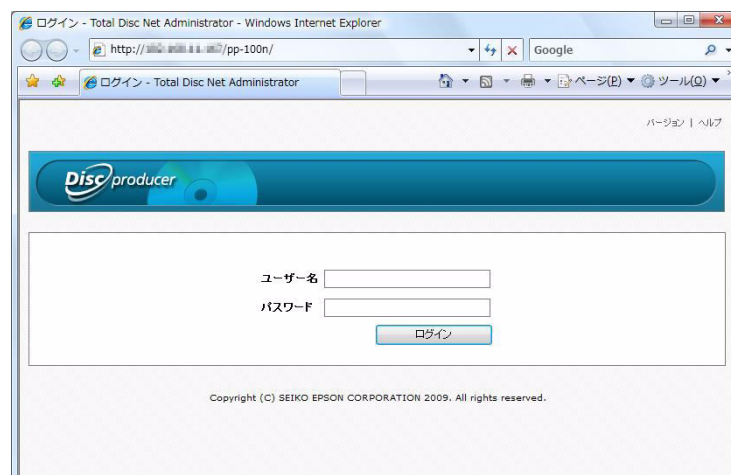 ログイン - Total Disc Net Administrator - Windows Internet Explorer
http:// /pp-100n/
Google
ログイン - Total Disc Net Administrator
ページ(P)
ツール(O)
バージョン | ヘルプ
Disc producer
ユーザー名
パスワード
ログイン
Copyright (C) SEIKO EPSON CORPORATION 2009. All rights reserved.